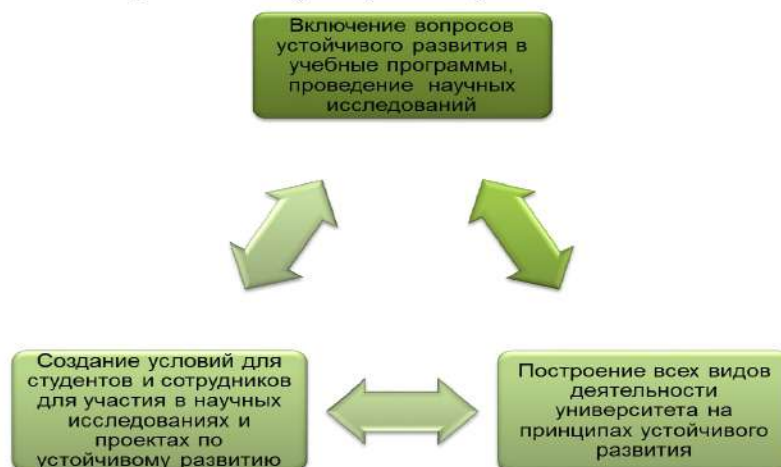 Включение вопросов
устойчивого развития в
учебные программы,
проведение научных
исследований
Создание условий для
студентов и сотрудников
для участия в научных
исследованиях и
проектах по
устойчивому развитию
Построение всех видов
деятельности
университета на
принципах устойчивого
развития